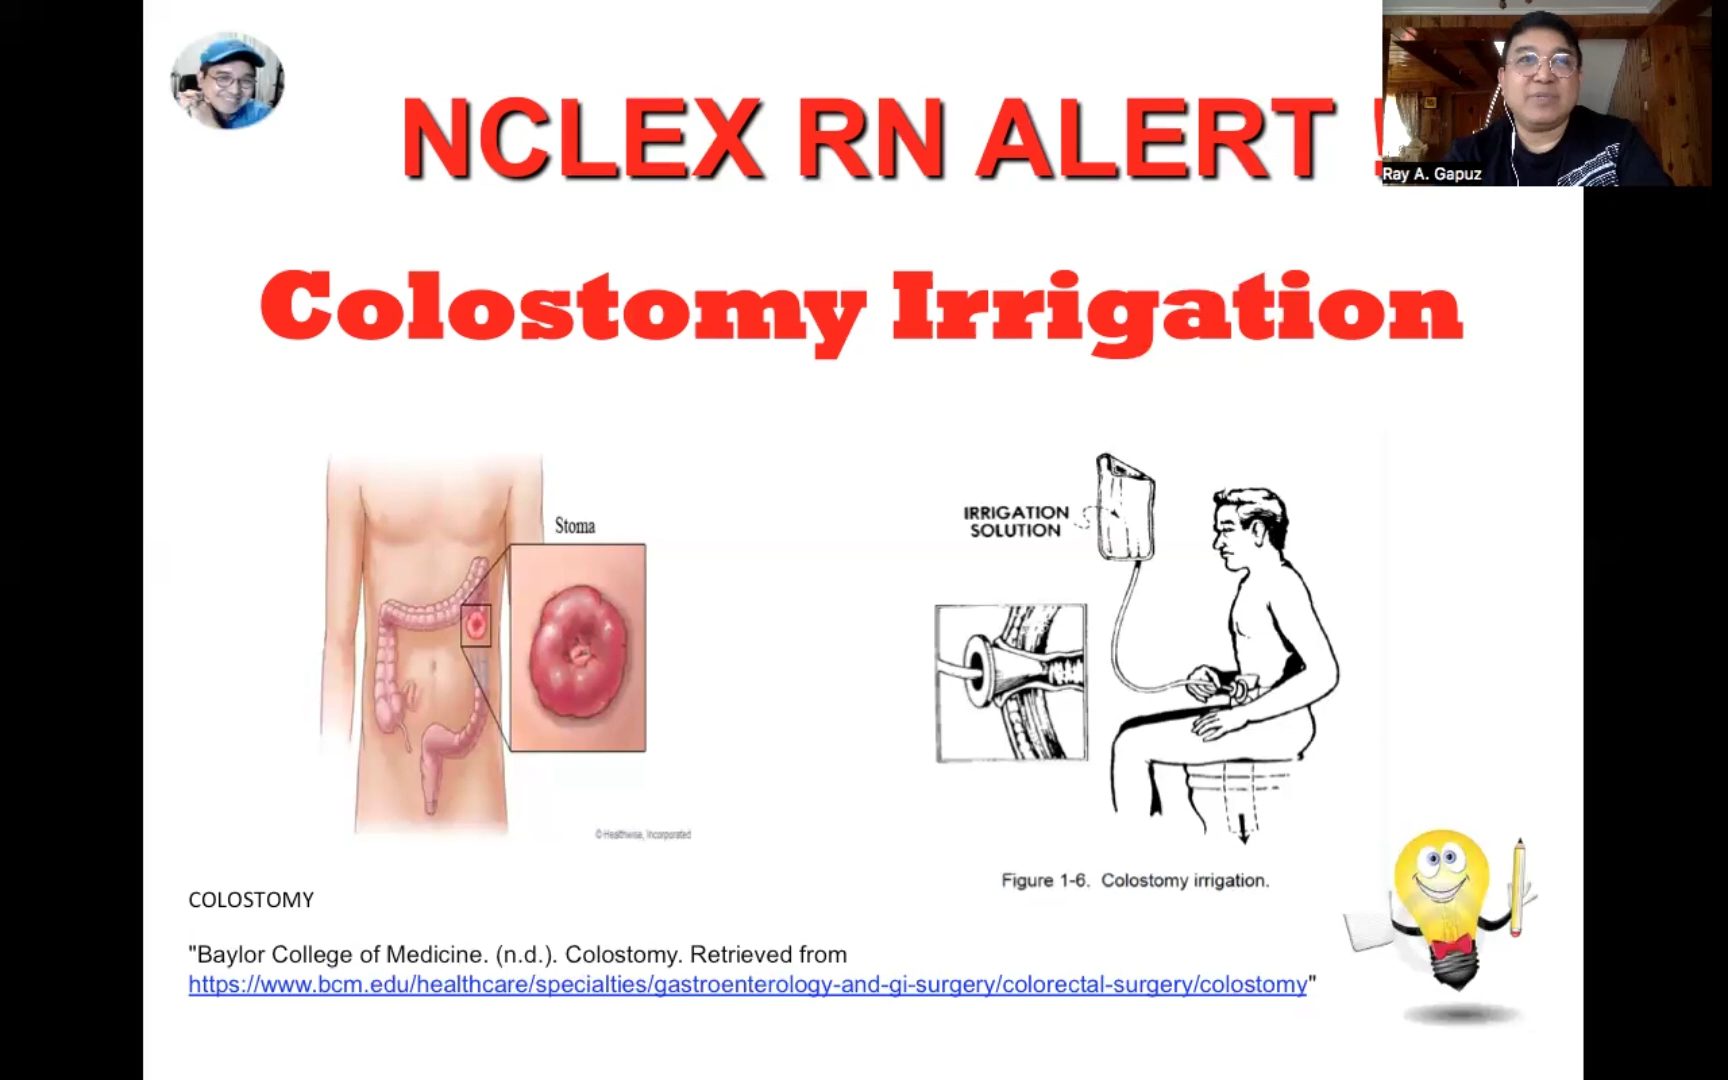 NCLEX RN ALERT !
Ray A. Gapuz
Colostomy Irrigation
Stoma
IRRIGATION
SOLUTION
© Healthwise, Incorporated
Figure 1-6. Colostomy irrigation.
COLOSTOMY
"Baylor College of Medicine. (n.d.). Colostomy. Retrieved from
https://www.bcm.edu/healthcare/specialties/gastroenterology-and-gi-surgery/colorectal-surgery/colostomy"